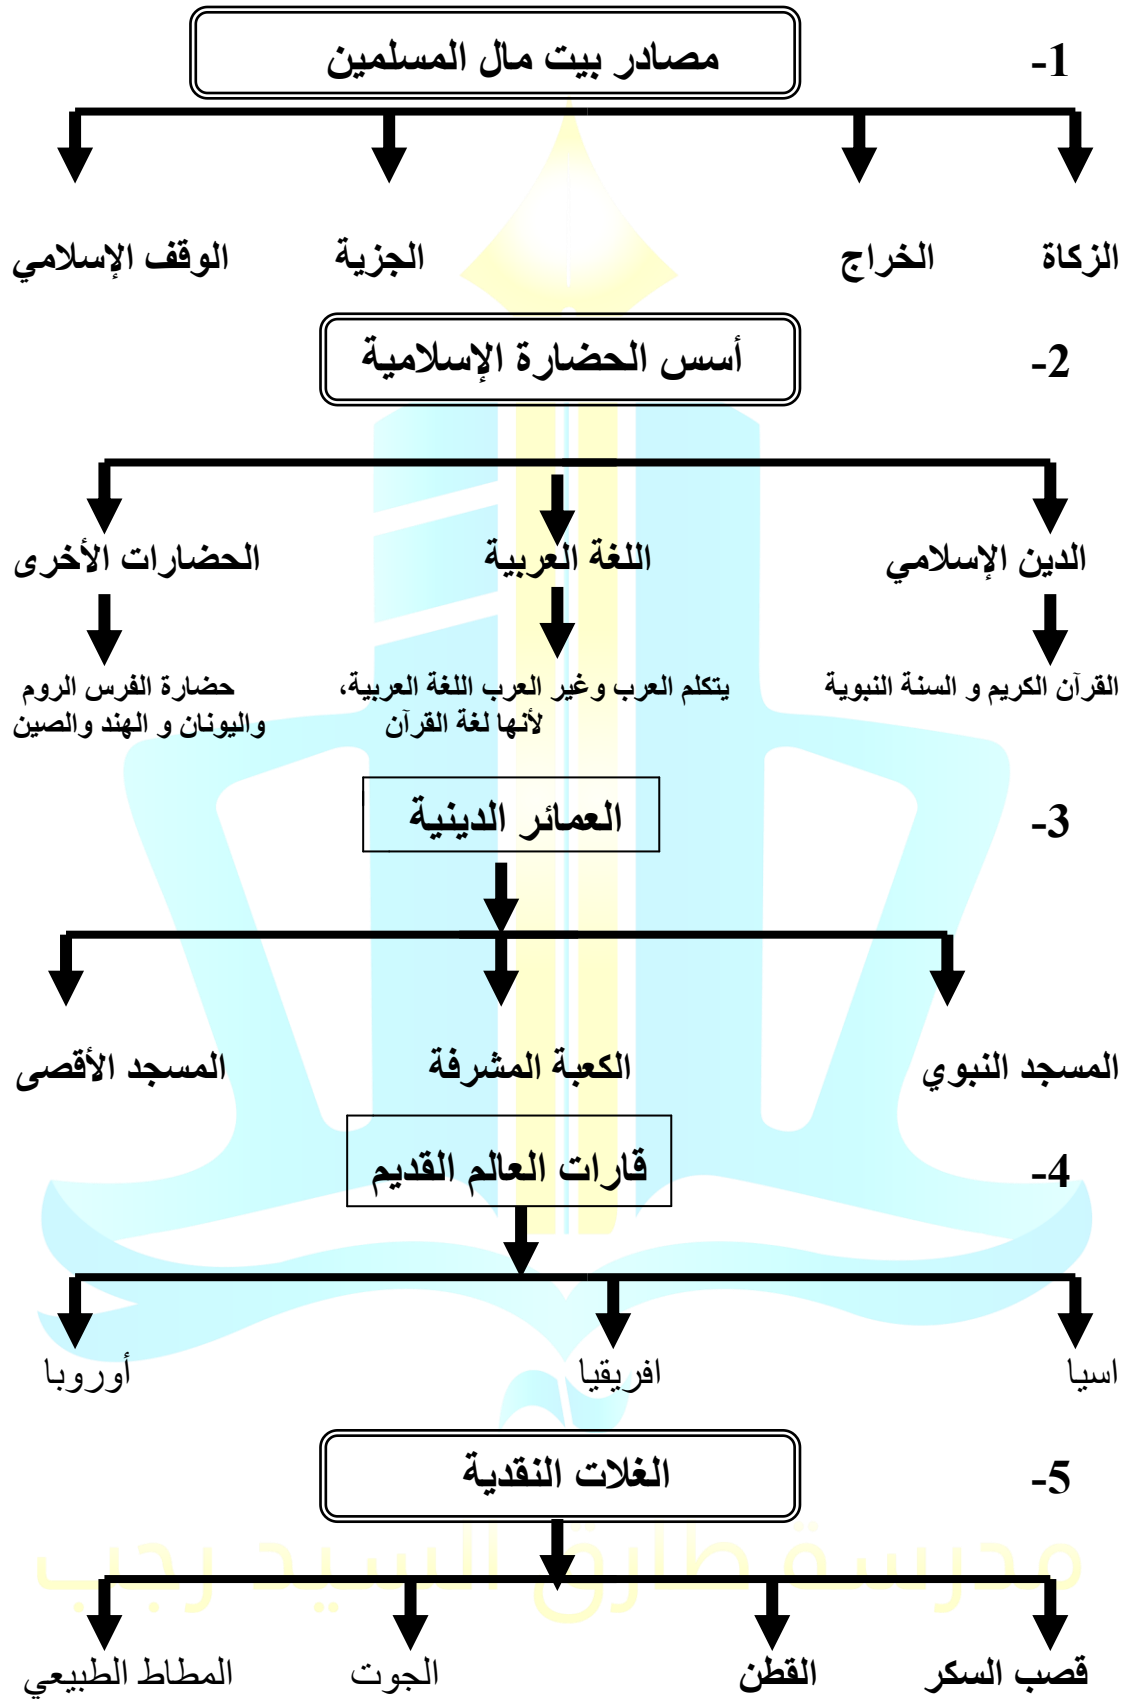 1- مصادر بيت مال المسلمين
الزكاة الخراج الجزية الوقف الإسلامي
2- أسس الحضارة الإسلامية
الدين الإسلامي اللغة العربية الحضارات الأخرى
القرآن الكريم و السنة النبوية يتكلم العرب وغير العرب اللغة العربية، حضارة الفرس الروم
لأنها لغة القرآن واليونان و الهند والصين
3- العمائر الدينية
المسجد النبوي الكعبة المشرفة المسجد الأقصى
4- قارات العالم القديم
اسيا افريقيا أوروبا
5- الغلات النقدية
مدرسة طارق السيد رجب
قصب السكر القطن الجوت المطاط الطبيعي